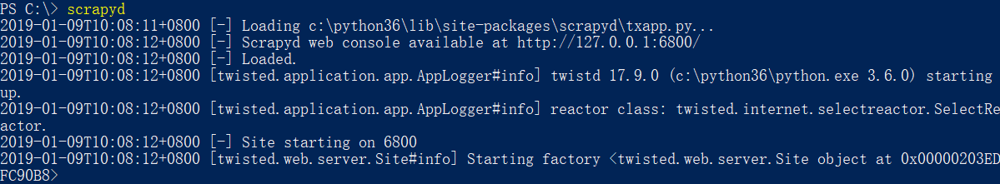 PS C:\> scrapyd
2019-01-09T10:08:11+0800 [-] Loading c:\python36\lib\site-packages\scrapyd\txapp.py...
2019-01-09T10:08:12+0800 [-] Scrapyd web console available at http://127.0.0.1:6800/
2019-01-09T10:08:12+0800 [-] Loaded.
2019-01-09T10:08:12+0800 [twisted.application.app.AppLogger#info] twistd 17.9.0 (c:\python36\python.exe 3.6.0) starting
up.
2019-01-09T10:08:12+0800 [twisted.application.app.AppLogger#info] reactor class: twisted.internet.selectreactor.SelectRe
actor.
2019-01-09T10:08:12+0800 [-] Site starting on 6800
2019-01-09T10:08:12+0800 [twisted.web.server.Site#info] Starting factory <twisted.web.server.Site object at 0x00000203ED
FC90B8>